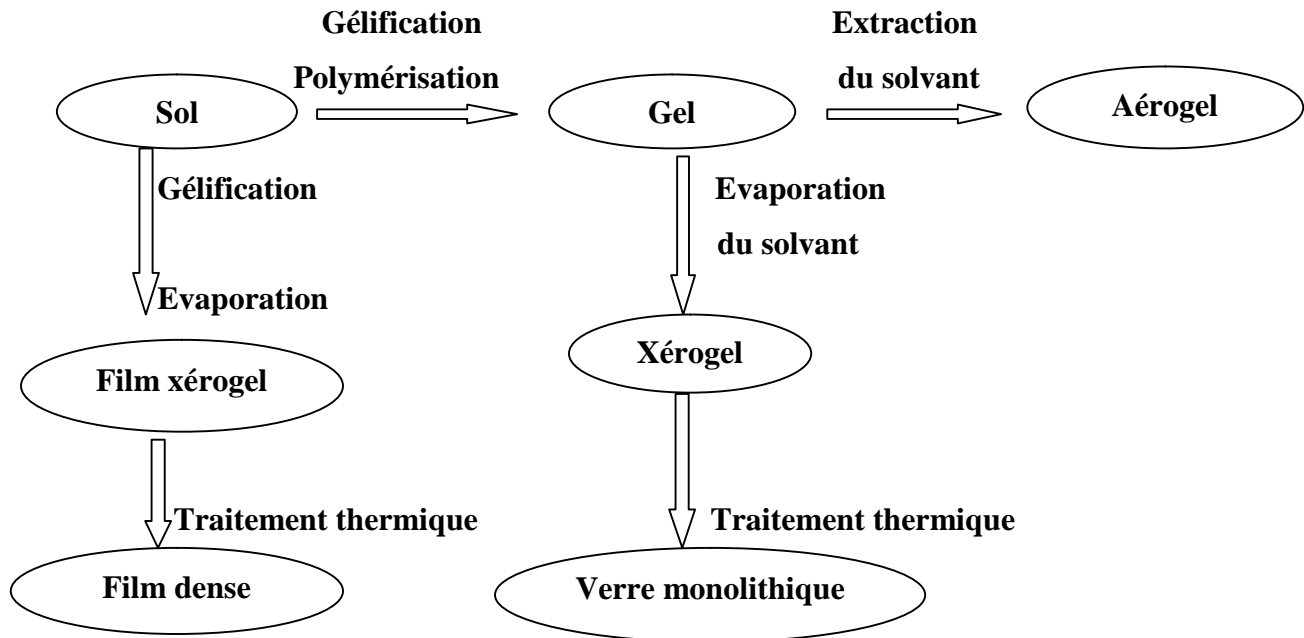 Gélification
Polymérisation
Extraction
du solvant
Sol
Gel
Aérogel
Gélification
Evaporation
Evaporation
du solvant
Film xérogel
Xérogel
Traitement thermique
Traitement thermique
Film dense
Verre monolithique